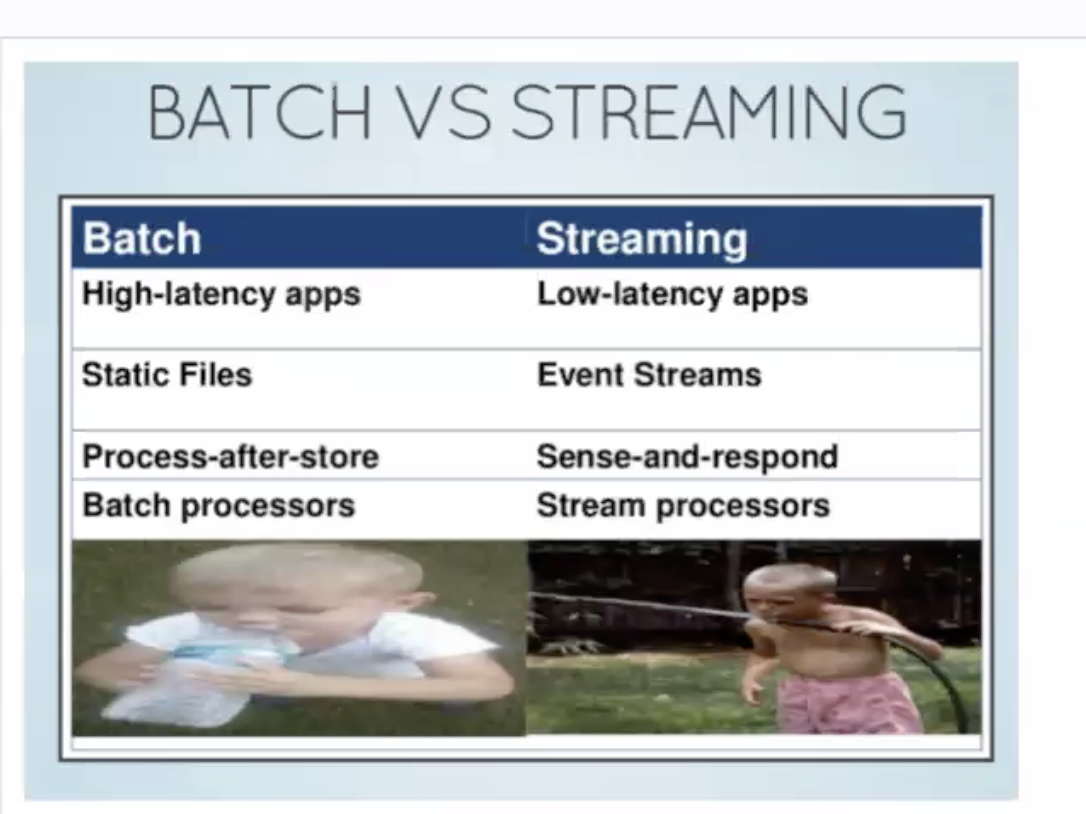 BATCH VS STREAMING
Batch Streaming
High-latency apps Low-latency apps
Static Files Event Streams
Process-after-store Sense-and-respond
Batch processors Stream processors